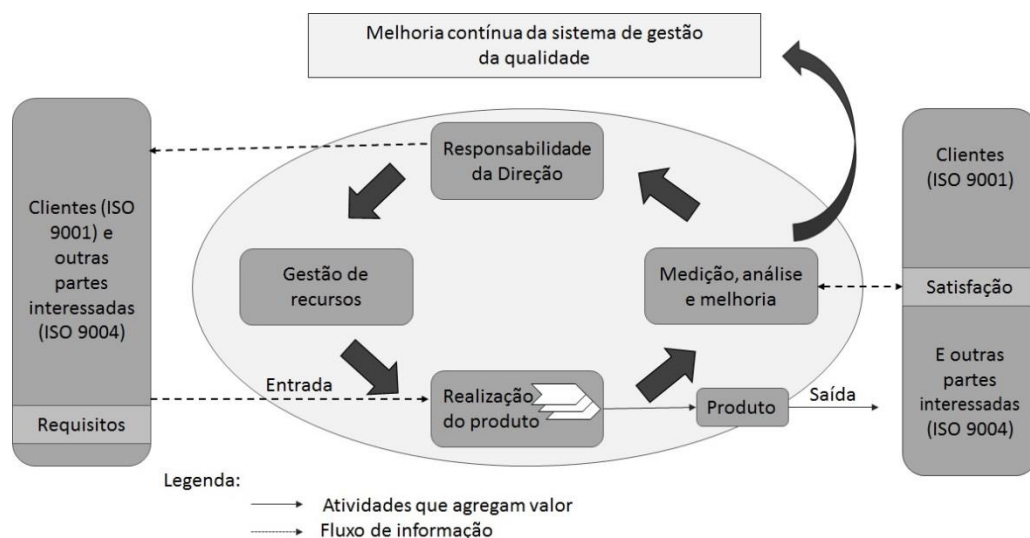 Melhoria contínua da sistema de gestão
da qualidade
Responsabilidade
da Direção
Clientes (ISO
9001) e
outras
partes
interessadas
(ISO 9004)
Requisitos
Gestão de
recursos
Medição, análise
e melhoria
Clientes
(ISO 9001)
Satisfação
E outras
partes
interessadas
(ISO 9004)
Entrada
Realização
do produto
Produto
Saída
Legenda:
Atividades que agregam valor
Fluxo de informação